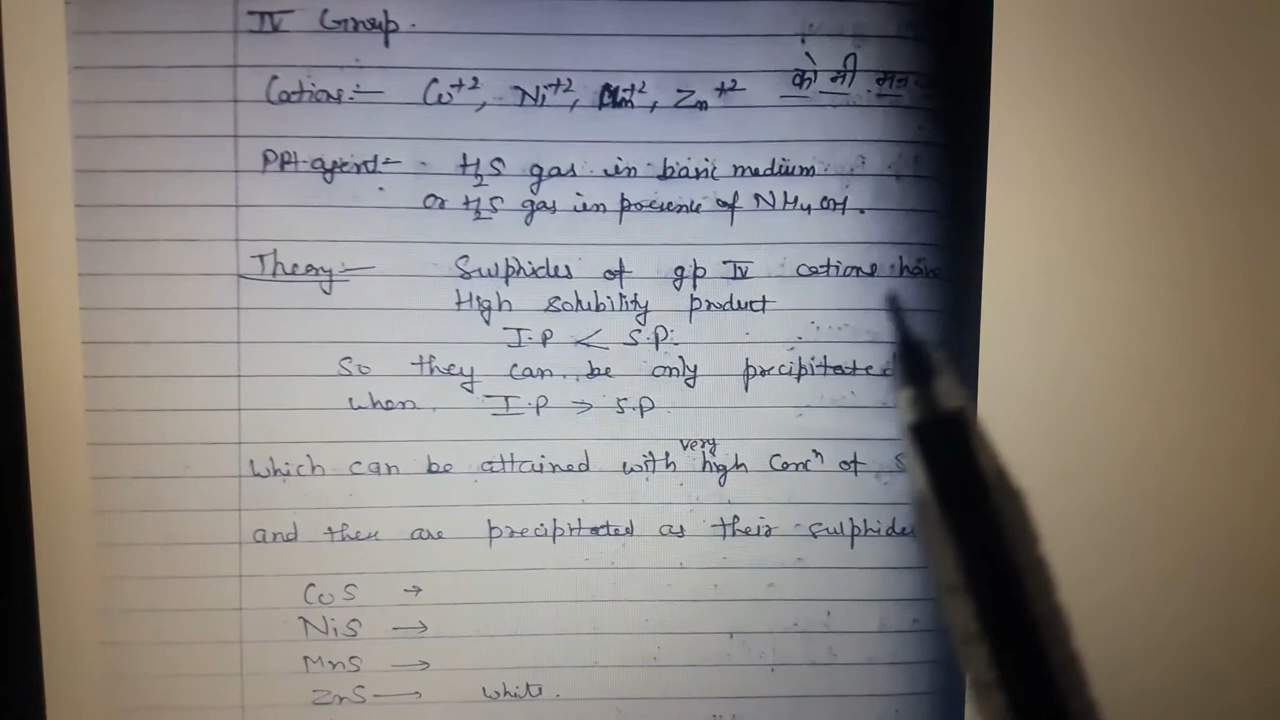 IV Group.
Cations:- Co+2, Ni+2, Mn+2, Zn+2 को नी मन
PPt-agent- H2S gas in basic medium
or H2S gas in presence of NH4OH.
Theory:- Sulphides of gp IV cations have
High solubility product
I.P < S.P.
So they can be only precipitated
when I.P > S.P
which can be attained with very high Concn of S
and they are precipitated as their sulphides
CoS →
NiS →
MnS →
ZnS → white.